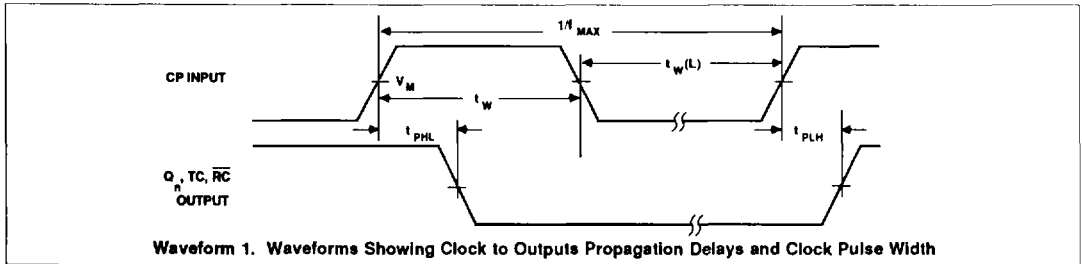 1/f MAX
CP INPUT
V M
t W(L)
t W
t PHL
t PLH
Q n, TC, R̅C̅
OUTPUT
Waveform 1. Waveforms Showing Clock to Outputs Propagation Delays and Clock Pulse Width